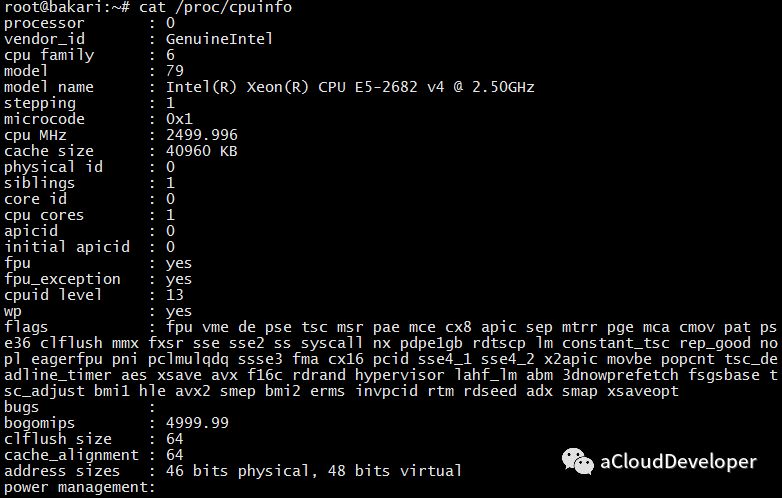 root@bakari:~# cat /proc/cpuinfo
processor : 0
vendor_id : GenuineIntel
cpu family : 6
model : 79
model name : Intel(R) Xeon(R) CPU E5-2682 v4 @ 2.50GHz
stepping : 1
microcode : 0x1
cpu MHz : 2499.996
cache size : 40960 KB
physical id : 0
siblings : 1
core id : 0
cpu cores : 1
apicid : 0
initial apicid : 0
fpu : yes
fpu_exception : yes
cpuid level : 13
wp : yes
flags : fpu vme de pse tsc msr pae mce cx8 apic sep mtrr pge mca cmov pat ps
e36 clflush mmx fxsr sse sse2 ss syscall nx pdpe1gb rdtscp lm constant_tsc rep_good no
pl eagerfpu pni pclmulqdq ssse3 fma cx16 pcid sse4_1 sse4_2 x2apic movbe popcnt tsc_de
adline_timer aes xsave avx f16c rdrand hypervisor lahf_lm abm 3dnowprefetch fsgsbase t
sc_adjust bmi1 hle avx2 smep bmi2 erms invpcid rtm rdseed adx smap xsaveopt
bugs :
bogomips : 4999.99
clflush size : 64
cache_alignment : 64
address sizes : 46 bits physical, 48 bits virtual
power management:
aCloudDeveloper